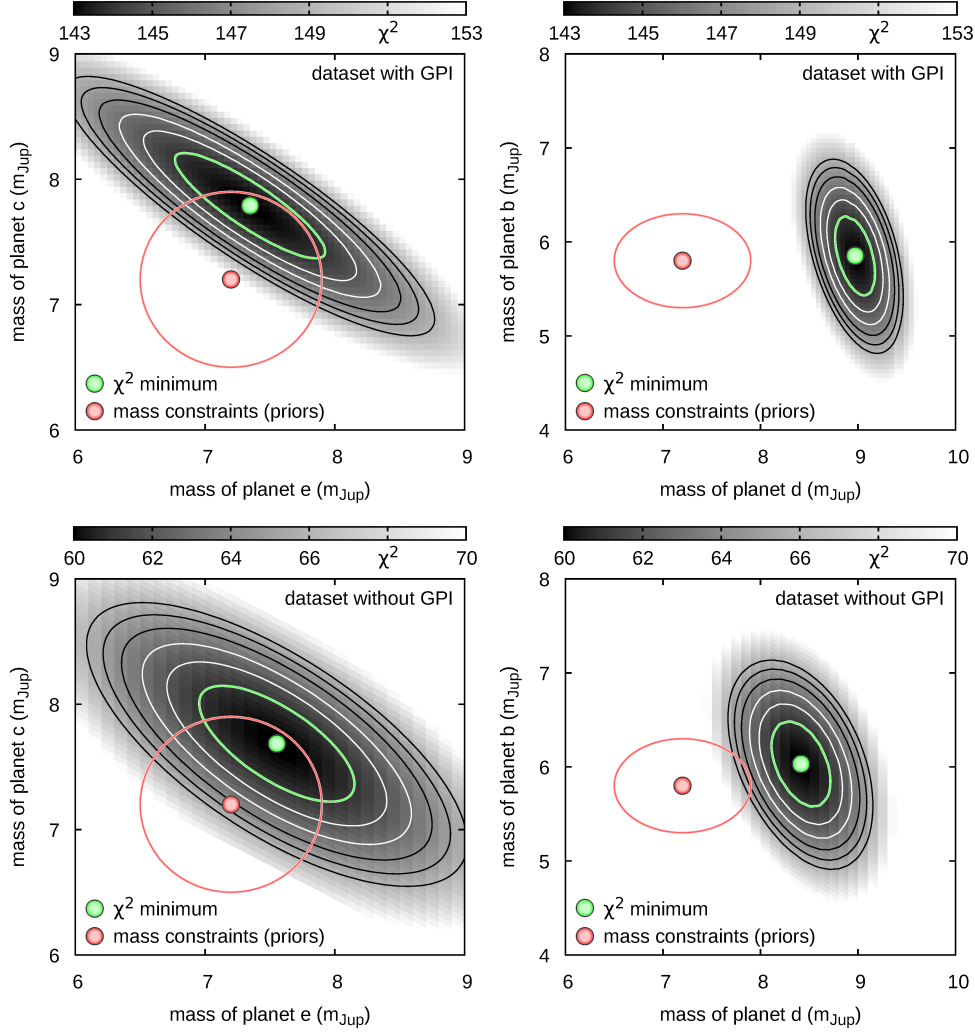 143 145 147 149 χ² 153
143 145 147 149 χ² 153
dataset with GPI
9
8
7
6
mass of planet c (mJup)
χ² minimum
mass constraints (priors)
6 7 8 9
mass of planet e (mJup)
dataset with GPI
8
7
6
5
4
mass of planet b (mJup)
χ² minimum
mass constraints (priors)
6 7 8 9 10
mass of planet d (mJup)
60 62 64 66 χ² 70
60 62 64 66 χ² 70
dataset without GPI
9
8
7
6
mass of planet c (mJup)
χ² minimum
mass constraints (priors)
6 7 8 9
mass of planet e (mJup)
dataset without GPI
8
7
6
5
4
mass of planet b (mJup)
χ² minimum
mass constraints (priors)
6 7 8 9 10
mass of planet d (mJup)